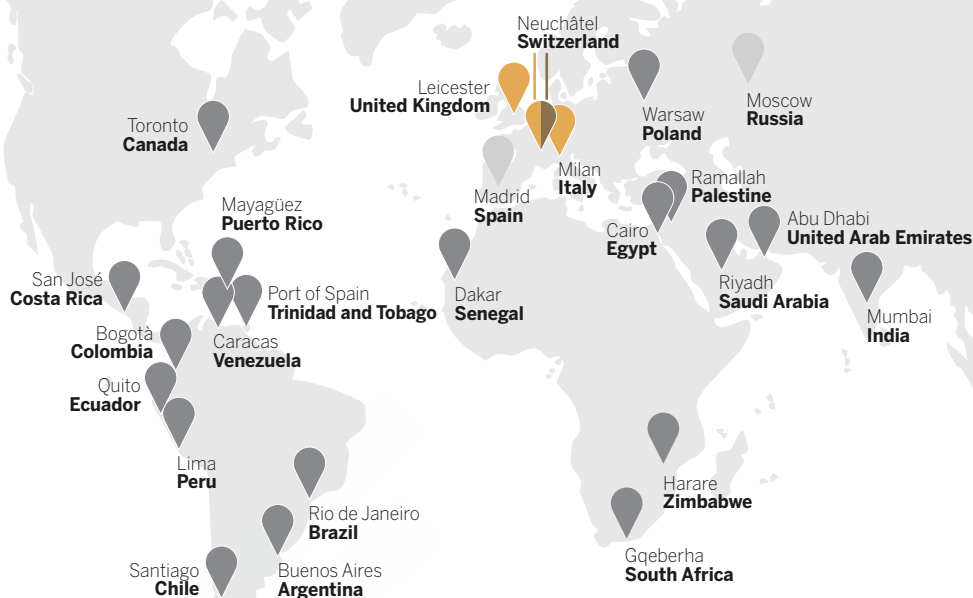 Neuchâtel
Switzerland
Leicester
United Kingdom
Moscow
Russia
Warsaw
Poland
Toronto
Canada
Milan
Italy
Madrid
Spain
Ramallah
Palestine
Mayagüez
Puerto Rico
Abu Dhabi
United Arab Emirates
Cairo
Egypt
San José
Costa Rica
Port of Spain
Trinidad and Tobago
Dakar
Senegal
Riyadh
Saudi Arabia
Mumbai
India
Bogotà
Colombia
Caracas
Venezuela
Quito
Ecuador
Lima
Peru
Harare
Zimbabwe
Rio de Janeiro
Brazil
Gqeberha
South Africa
Santiago
Chile
Buenos Aires
Argentina